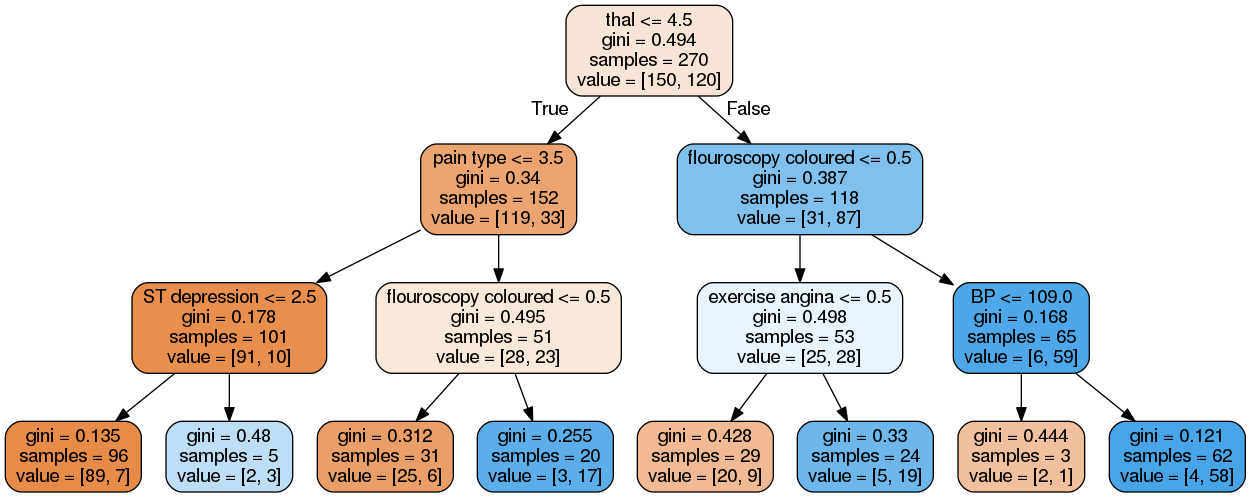 thal <= 4.5
gini = 0.494
samples = 270
value = [150, 120]
True
False
pain type <= 3.5
gini = 0.34
samples = 152
value = [119, 33]
flouroscopy coloured <= 0.5
gini = 0.387
samples = 118
value = [31, 87]
ST depression <= 2.5
gini = 0.178
samples = 101
value = [91, 10]
flouroscopy coloured <= 0.5
gini = 0.495
samples = 51
value = [28, 23]
exercise angina <= 0.5
gini = 0.498
samples = 53
value = [25, 28]
BP <= 109.0
gini = 0.168
samples = 65
value = [6, 59]
gini = 0.135
samples = 96
value = [89, 7]
gini = 0.48
samples = 5
value = [2, 3]
gini = 0.312
samples = 31
value = [25, 6]
gini = 0.255
samples = 20
value = [3, 17]
gini = 0.428
samples = 29
value = [20, 9]
gini = 0.33
samples = 24
value = [5, 19]
gini = 0.444
samples = 3
value = [2, 1]
gini = 0.121
samples = 62
value = [4, 58]